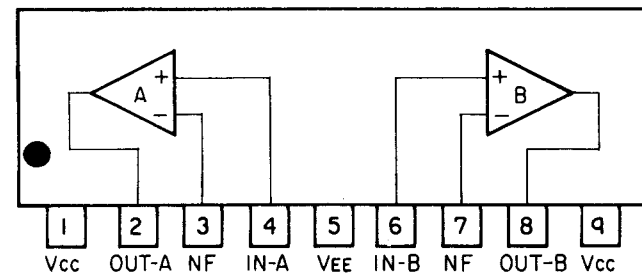 + A − + B −
1 2 3 4 5 6 7 8 9
Vcc OUT-A NF IN-A VEE IN-B NF OUT-B Vcc